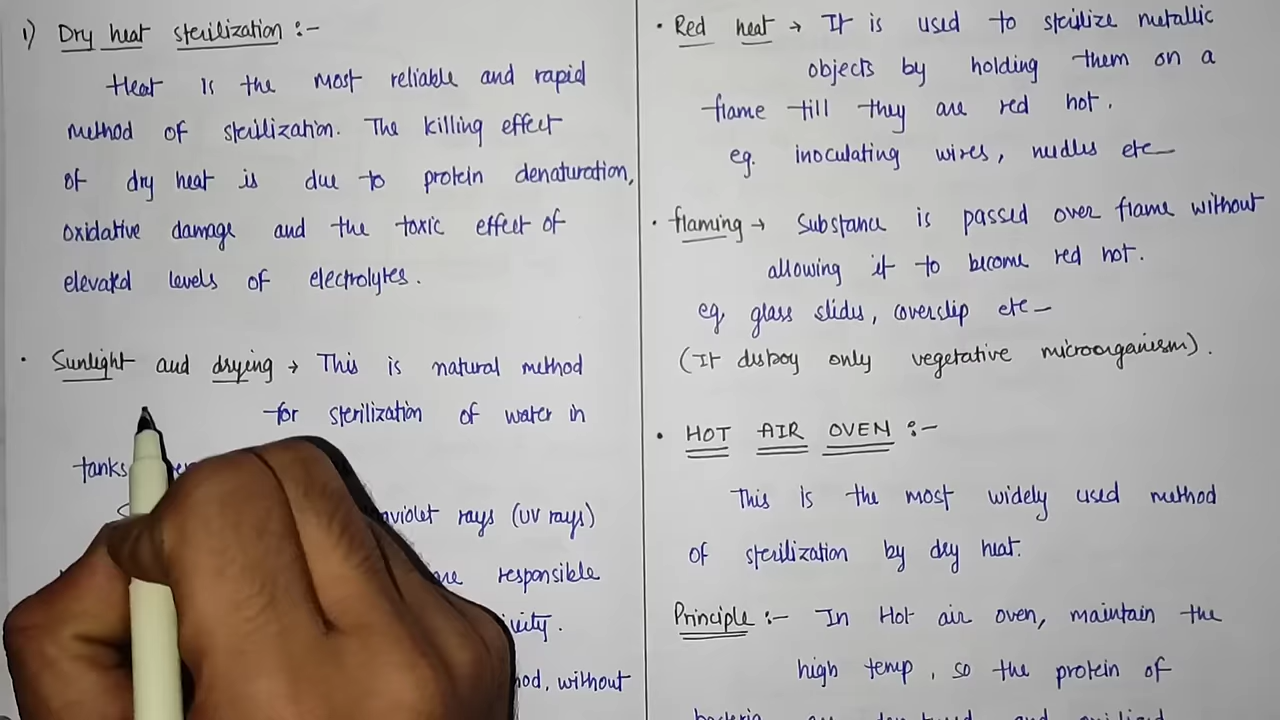 1) Dry heat sterilization :-
Heat is the most reliable and rapid
method of sterilization. The killing effect
of dry heat is due to protein denaturation,
oxidative damage and the toxic effect of
elevated levels of electrolytes.
• Sunlight and drying → This is natural method
for sterilization of water in
tanks
rays (UV rays)
responsible
without
• Red heat → It is used to sterilize metallic
objects by holding them on a
flame till they are red hot.
eg. inoculating wires, needles etc—
• flaming → Substance is passed over flame without
allowing it to become red hot.
eg. glass slides, coverclip etc—
(It distroy only vegetative microorganism).
• HOT AIR OVEN :-
This is the most widely used method
of sterilization by dry heat.
Principle :- In Hot air oven, maintain the
high temp, so the protein of
bacteria are and